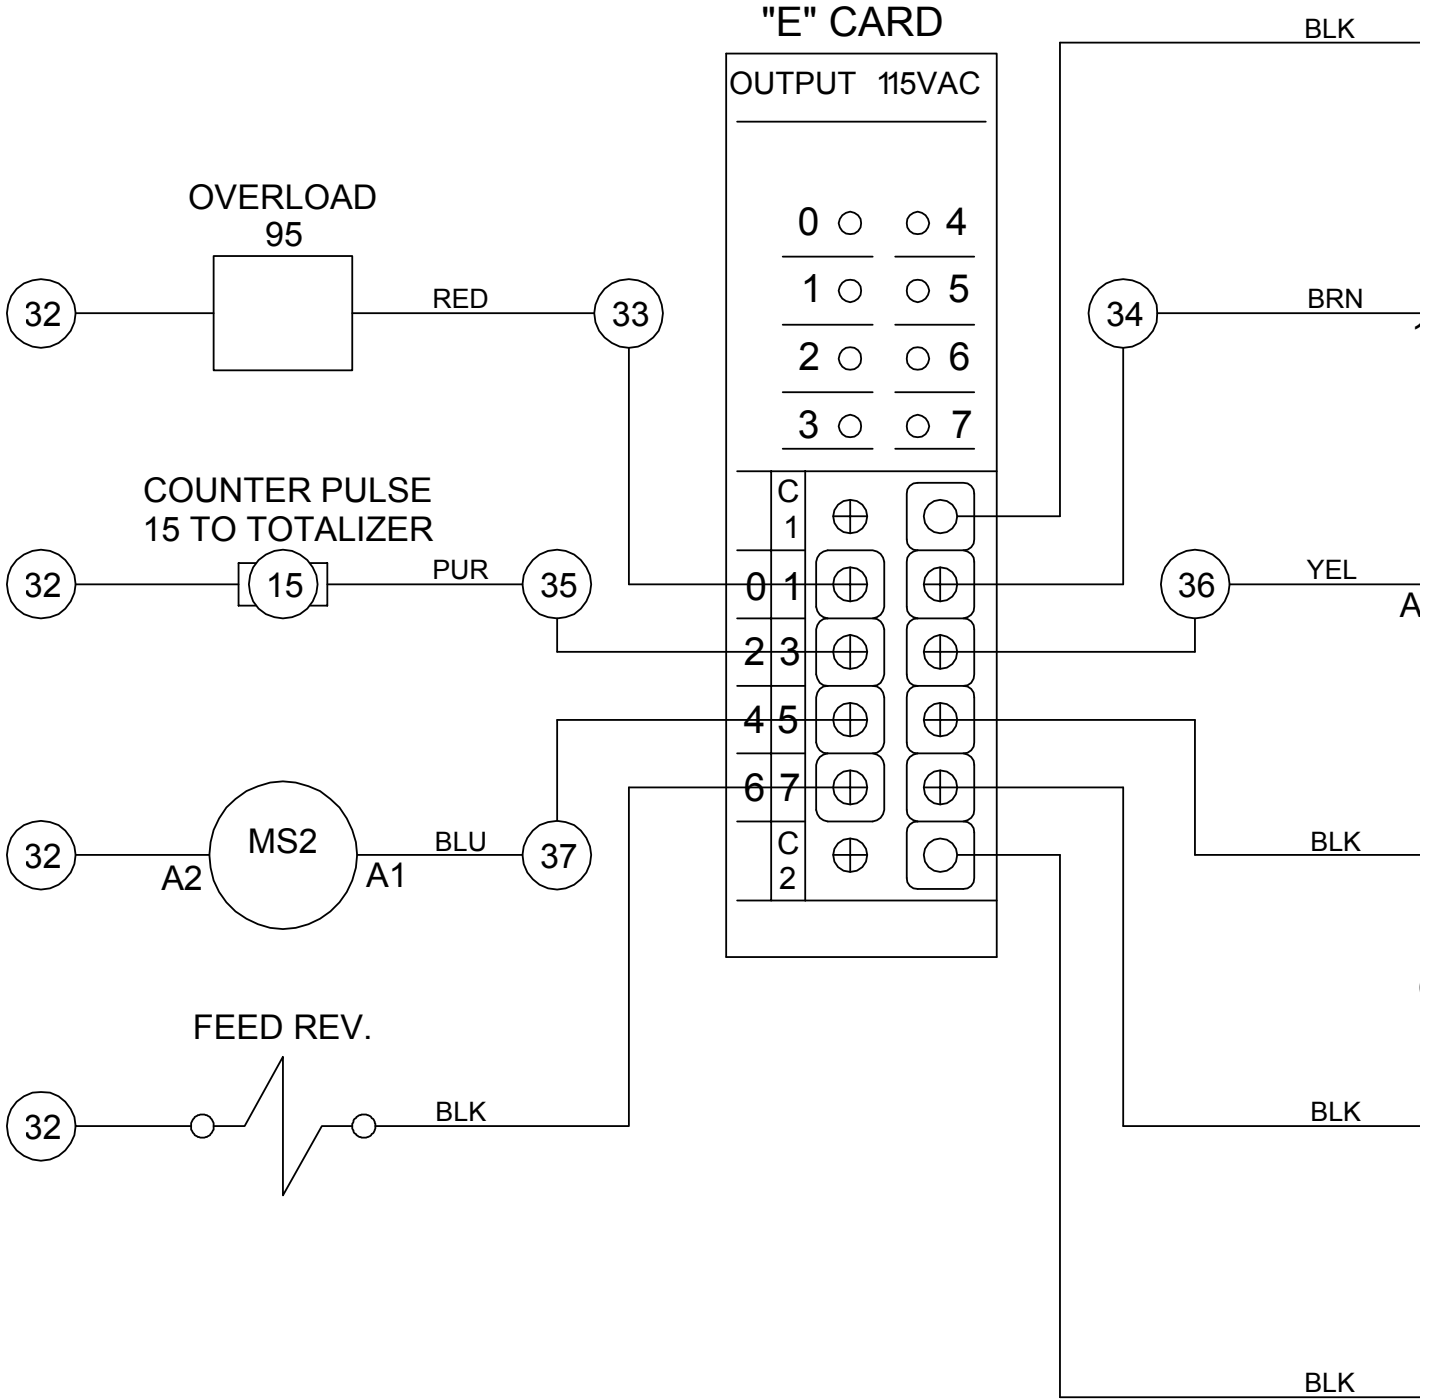 "E" CARD
BLK
OUTPUT 115VAC
OVERLOAD
95
0 4
1 5
2 6
3 7
32
RED
33
34
BRN
COUNTER PULSE
15 TO TOTALIZER
C
1
32
15
PUR
35
0 1
36
YEL
A
2 3
4 5
6 7
32
MS2
A2
A1
BLU
37
C
2
BLK
FEED REV.
32
BLK
BLK
BLK